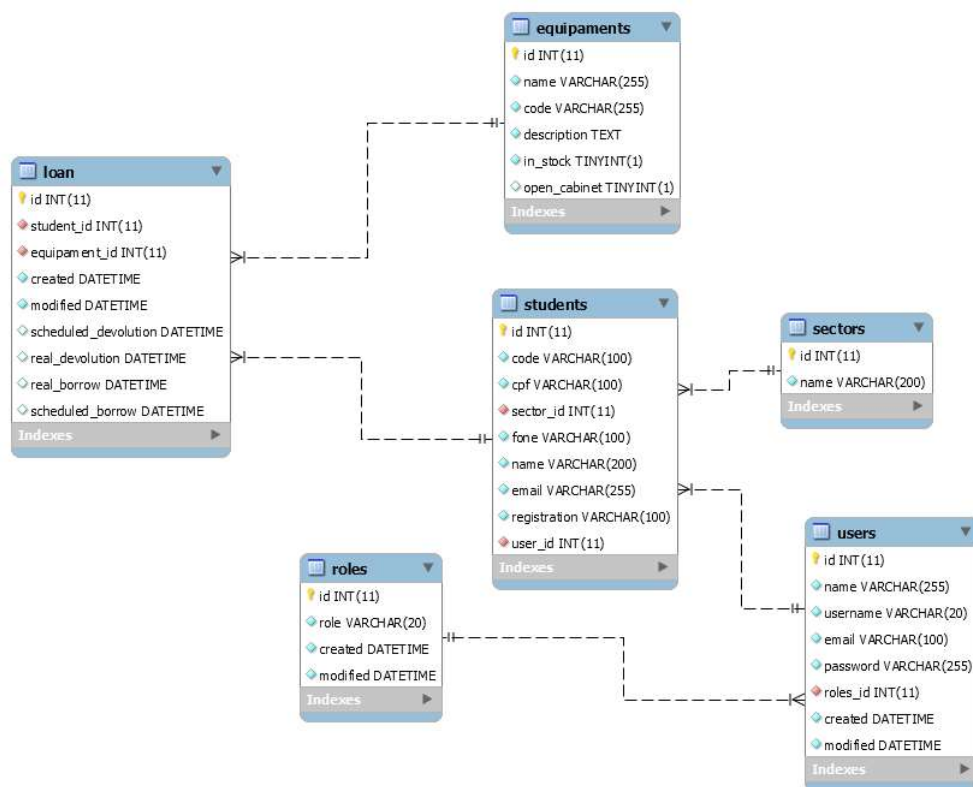 equipaments
id INT(11)
name VARCHAR(255)
code VARCHAR(255)
description TEXT
in_stock TINYINT(1)
open_cabinet TINYINT(1)
Indexes
loan
id INT(11)
student_id INT(11)
equipament_id INT(11)
created DATETIME
modified DATETIME
scheduled_devolution DATETIME
real_devolution DATETIME
real_borrow DATETIME
scheduled_borrow DATETIME
Indexes
students
id INT(11)
code VARCHAR(100)
cpf VARCHAR(100)
sector_id INT(11)
fone VARCHAR(100)
name VARCHAR(200)
email VARCHAR(255)
registration VARCHAR(100)
user_id INT(11)
Indexes
sectors
id INT(11)
name VARCHAR(200)
Indexes
roles
id INT(11)
role VARCHAR(20)
created DATETIME
modified DATETIME
Indexes
users
id INT(11)
name VARCHAR(255)
username VARCHAR(20)
email VARCHAR(100)
password VARCHAR(255)
roles_id INT(11)
created DATETIME
modified DATETIME
Indexes